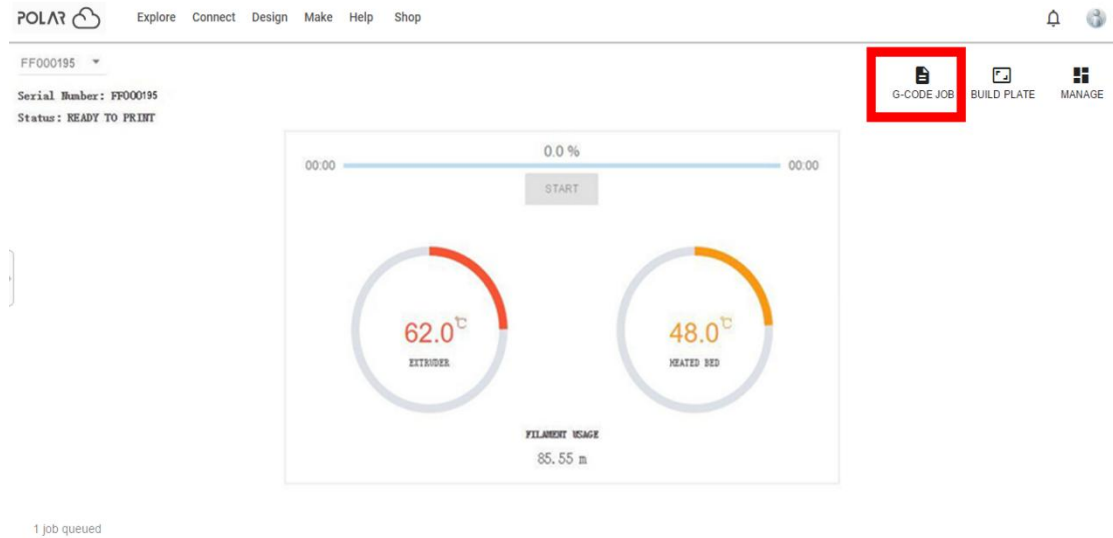 POLAR Explore Connect Design Make Help Shop
FF000195
Serial Number: FF000195
Status: READY TO PRINT
G-CODE JOB BUILD PLATE MANAGE
0.0 %
00:00 00:00
START
62.0℃ 48.0℃
EXTRUDER HEATED BED
FILAMENT USAGE
85.55 m
1 job queued